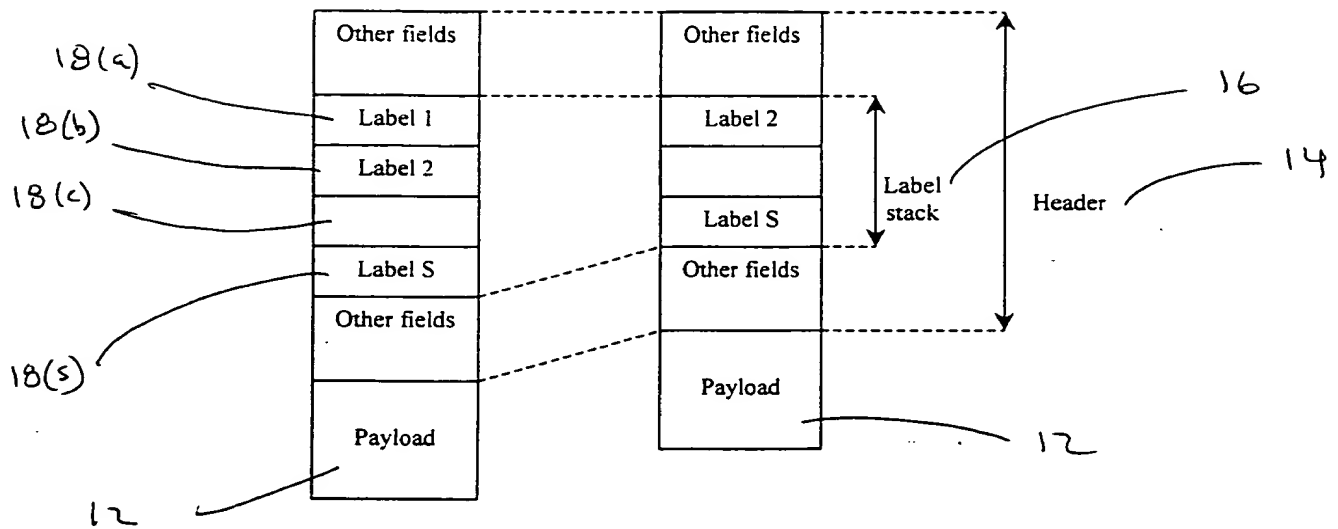 Other fields
Other fields
18(a)
16
Label 1
Label 2
18(b)
Label 2
14
18(c)
Label
stack
Header
Label S
Label S
Other fields
Other fields
18(s)
Payload
Payload
12
12